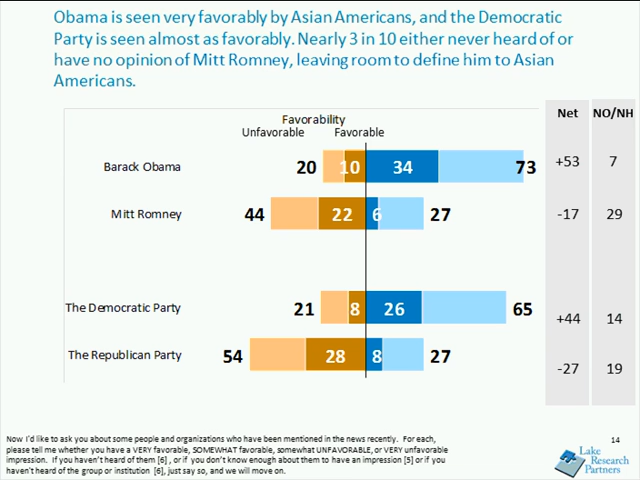 Obama is seen very favorably by Asian Americans, and the Democratic
Party is seen almost as favorably. Nearly 3 in 10 either never heard of or
have no opinion of Mitt Romney, leaving room to define him to Asian
Americans.
Favorability
Unfavorable Favorable
Net NO/NH
Barack Obama 20 10 34 73 +53 7
Mitt Romney 44 22 6 27 -17 29
The Democratic Party 21 8 26 65 +44 14
The Republican Party 54 28 8 27 -27 19
Now I'd like to ask you about some people and organizations who have been mentioned in the news recently. For each,
please tell me whether you have a VERY favorable, SOMEWHAT favorable, somewhat UNFAVORABLE, or VERY unfavorable
impression. If you haven't heard of them [6] , or if you don't know enough about them to have an impression [5] or if you
haven't heard of the group or institution [6], just say so, and we will move on.
14
Lake
Research
Partners